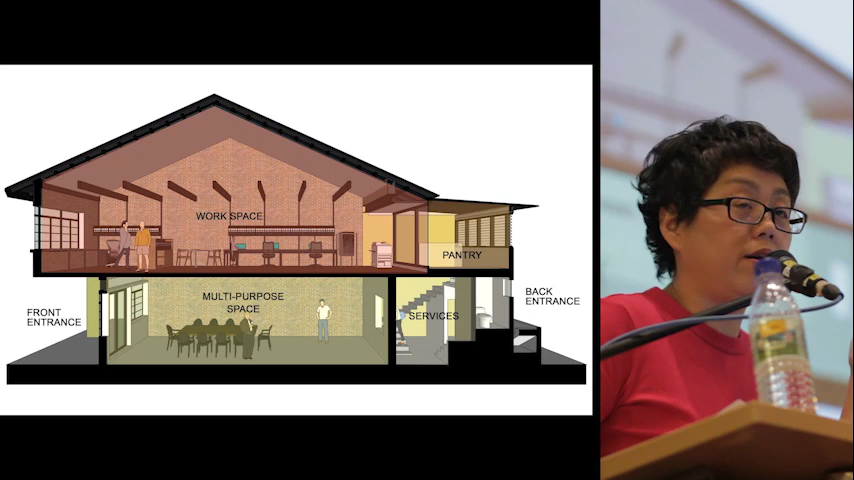 WORK SPACE
PANTRY
MULTI-PURPOSE
SPACE
SERVICES
FRONT
ENTRANCE
BACK
ENTRANCE